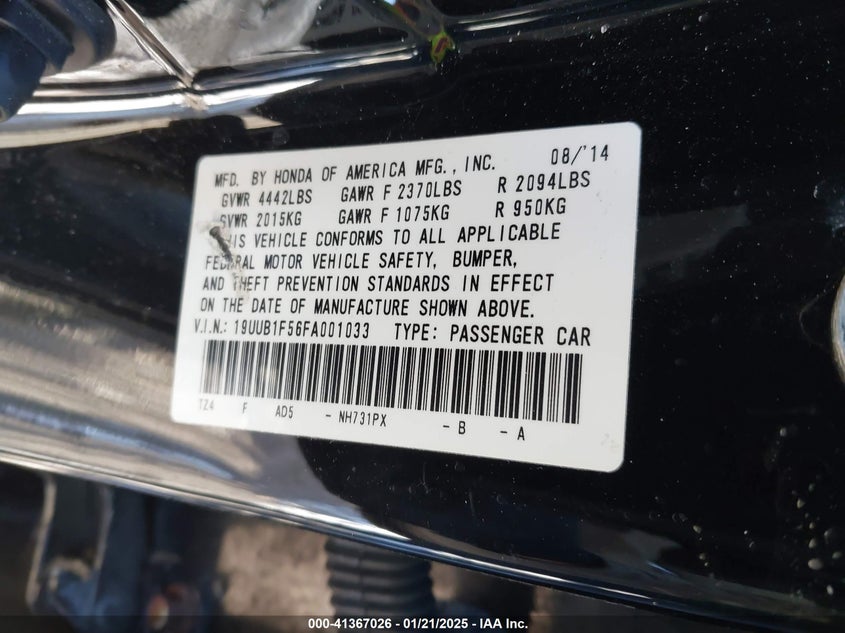 MFD. BY HONDA OF AMERICA MFG., INC. 08/'14
GVWR 4442LBS GAWR F 2370LBS R 2094LBS
GVWR 2015KG GAWR F 1075KG R 950KG
THIS VEHICLE CONFORMS TO ALL APPLICABLE
FEDERAL MOTOR VEHICLE SAFETY, BUMPER,
AND THEFT PREVENTION STANDARDS IN EFFECT
ON THE DATE OF MANUFACTURE SHOWN ABOVE.
V.I.N.: 19UUB1F56FA001033 TYPE: PASSENGER CAR
TZ4 F AD5 - NH731PX - B - A
000-41367026 - 01/21/2025 - IAA Inc.